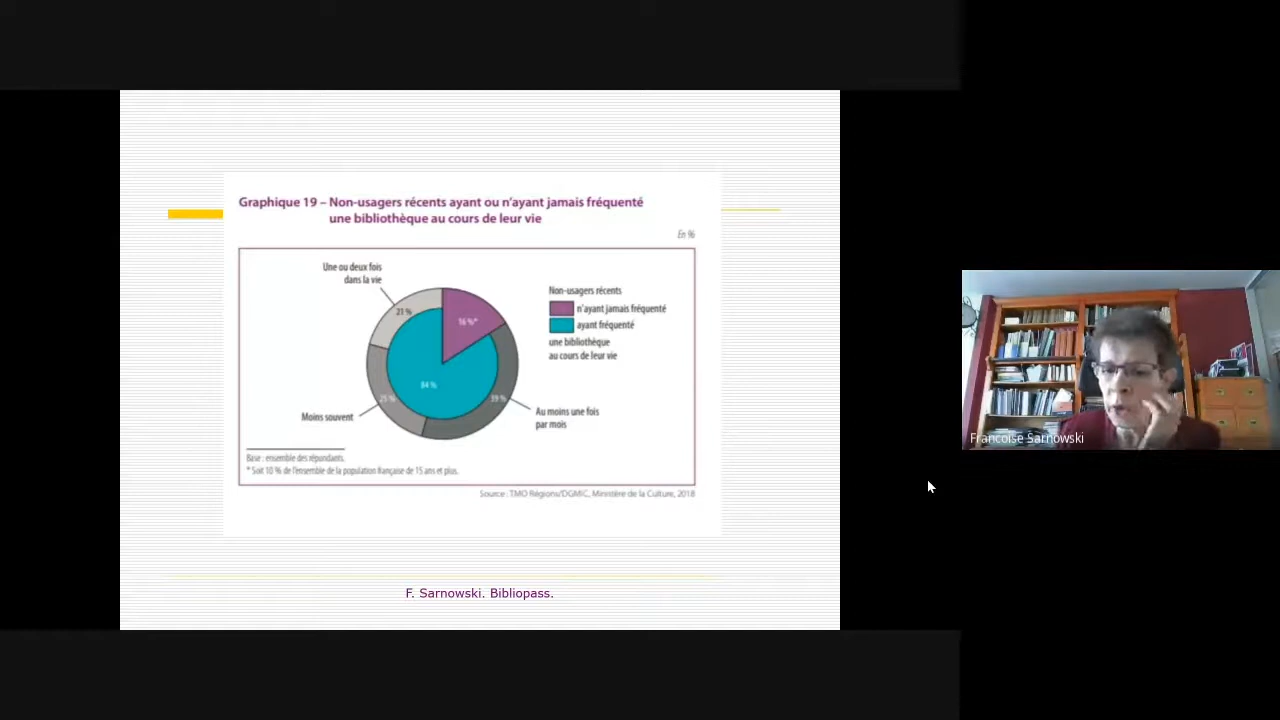 Graphique 19 – Non-usagers récents ayant ou n'ayant jamais fréquenté
une bibliothèque au cours de leur vie
En %
Une ou deux fois
dans la vie
21 %
16 %*
84 %
25 %
39 %
Moins souvent
Au moins une fois
par mois
Non-usagers récents
n'ayant jamais fréquenté
ayant fréquenté
une bibliothèque
au cours de leur vie
Base : ensemble des répondants.
* Soit 10 % de l'ensemble de la population française de 15 ans et plus.
Source : TMO Régions/DGMIC, Ministère de la Culture, 2018
F. Sarnowski. Bibliopass.
Francoise Sarnowski